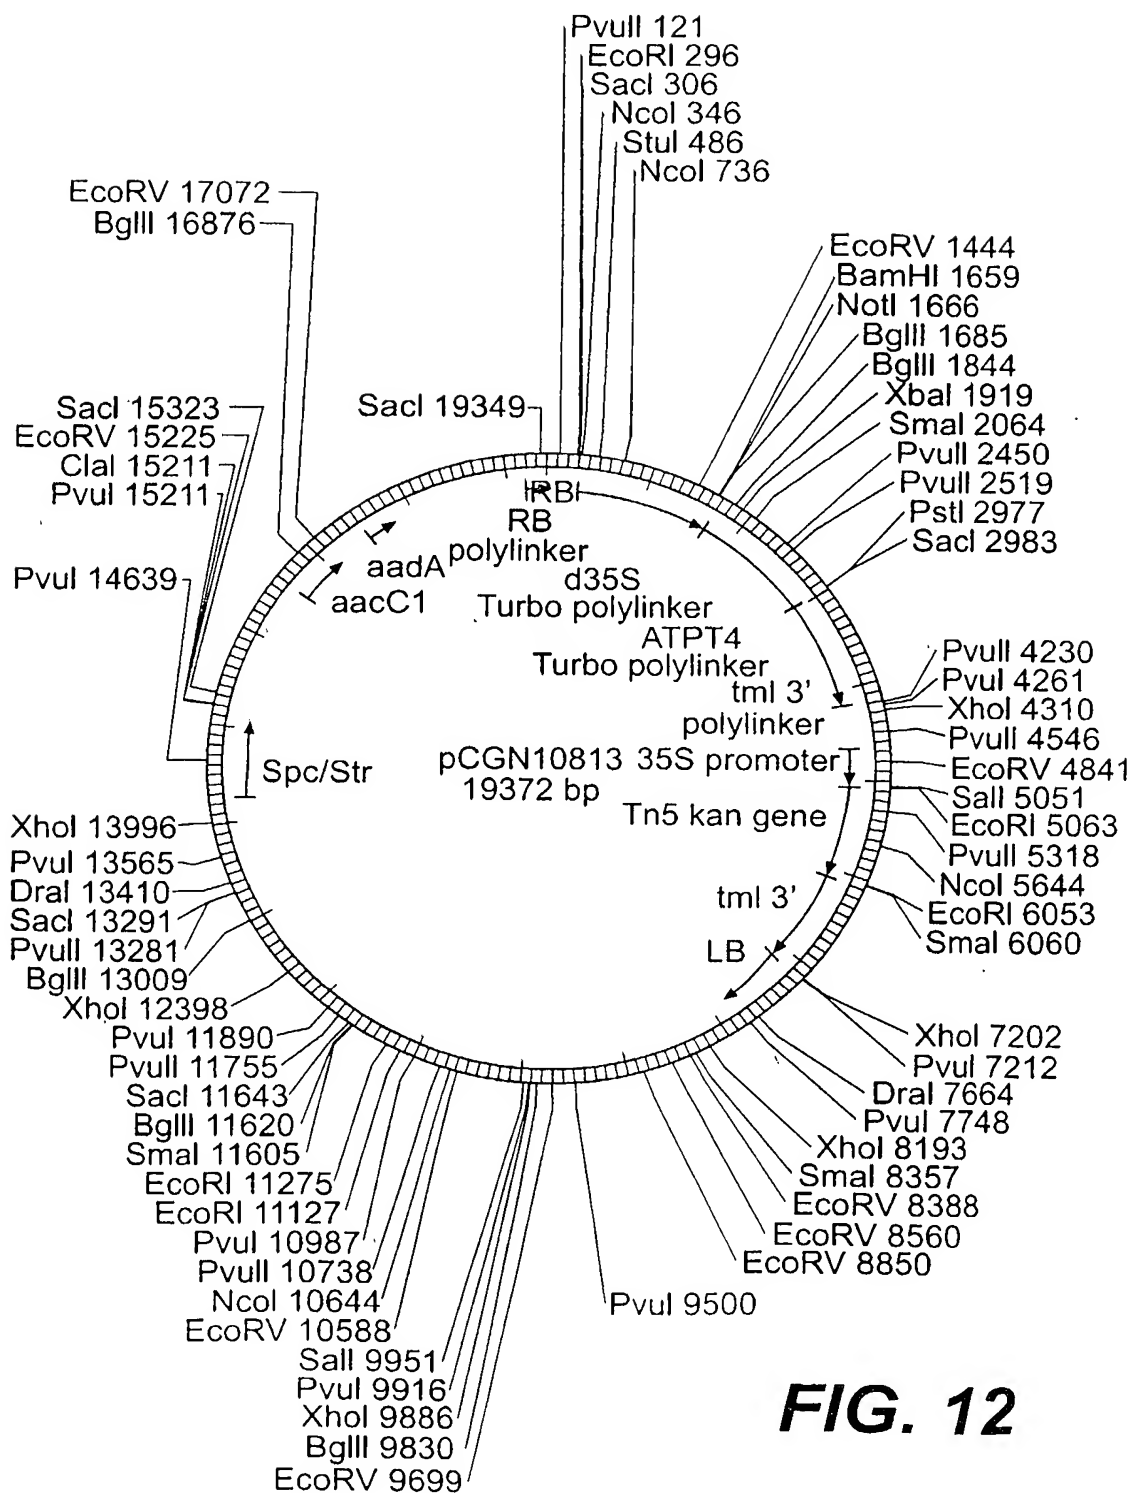 PvuII 121
EcoRI 296
SacI 306
NcoI 346
StuI 486
NcoI 736
EcoRV 17072
BglII 16876
EcoRV 1444
BamHI 1659
NotI 1666
BglII 1685
BglII 1844
XbaI 1919
SmaI 2064
PvuII 2450
PvuII 2519
PstI 2977
SacI 2983
SacI 15323
EcoRV 15225
ClaI 15211
PvuI 15211
PvuI 14639
SacI 19349
RB
RB
polylinker
aadA
aacC1
d35S
Turbo polylinker
ATPT4
Turbo polylinker
tml 3'
polylinker
pCGN10813
19372 bp
35S promoter
Tn5 kan gene
tml 3'
LB
Spc/Str
PvuII 4230
PvuI 4261
XhoI 4310
PvuII 4546
EcoRV 4841
SalI 5051
EcoRI 5063
PvuII 5318
NcoI 5644
EcoRI 6053
SmaI 6060
XhoI 7202
PvuI 7212
DraI 7664
PvuI 7748
XhoI 8193
SmaI 8357
EcoRV 8388
EcoRV 8560
EcoRV 8850
PvuI 9500
XhoI 13996
PvuI 13565
DraI 13410
SacI 13291
PvuII 13281
BglII 13009
XhoI 12398
PvuI 11890
PvuII 11755
SacI 11643
BglII 11620
SmaI 11605
EcoRI 11275
EcoRI 11127
PvuI 10987
PvuII 10738
NcoI 10644
EcoRV 10588
SalI 9951
PvuI 9916
XhoI 9886
BglII 9830
EcoRV 9699
FIG. 12